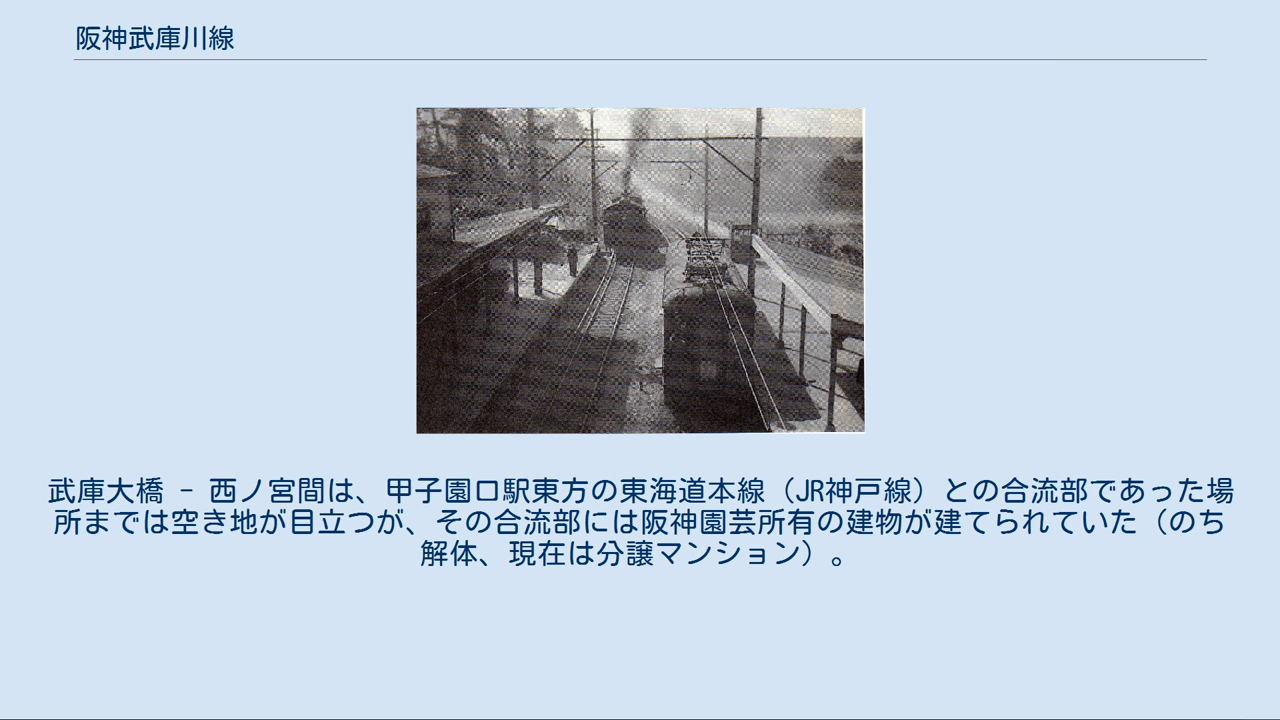 阪神武庫川線
武庫大橋 - 西ノ宮間は、甲子園口駅東方の東海道本線（JR神戸線）との合流部であった場
所までは空き地が目立つが、その合流部には阪神園芸所有の建物が建てられていた（のち
解体、現在は分譲マンション）。